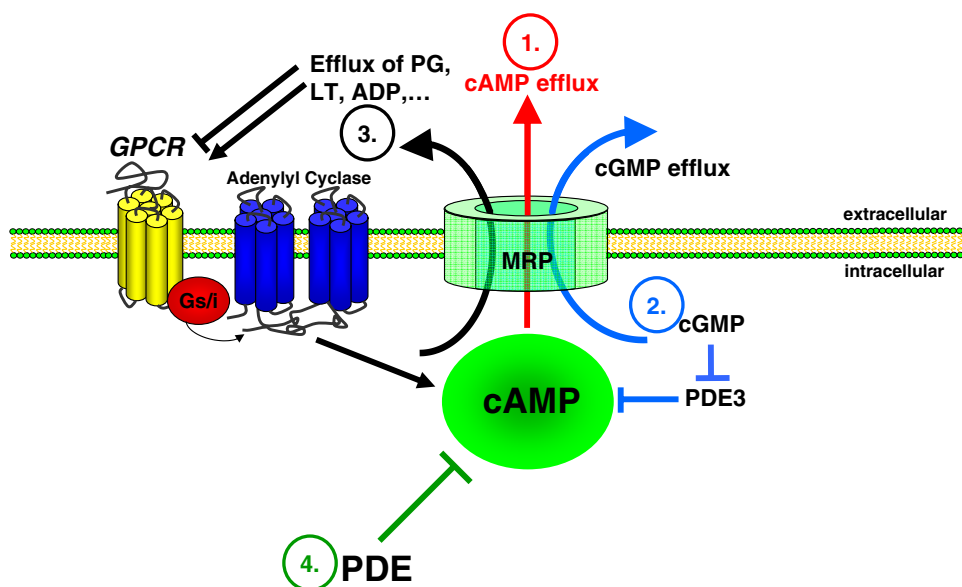 1.
cAMP efflux
Efflux of PG,
LT, ADP,...
3.
GPCR
Adenylyl Cyclase
cGMP efflux
extracellular
intracellular
MRP
Gs/i
2.
cGMP
PDE3
cAMP
4.
PDE